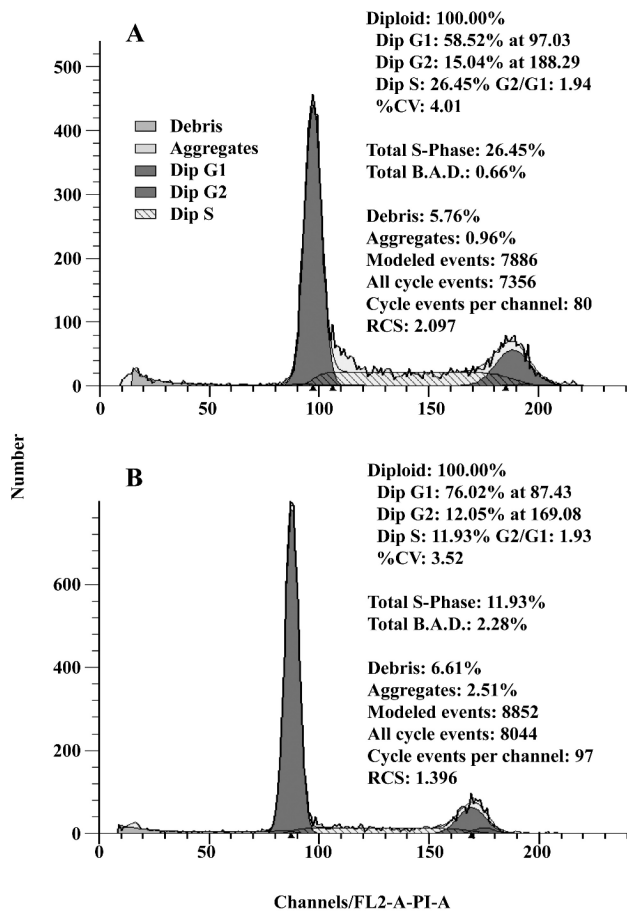 A
Diploid: 100.00%
Dip G1: 58.52% at 97.03
Dip G2: 15.04% at 188.29
Dip S: 26.45% G2/G1: 1.94
%CV: 4.01
Total S-Phase: 26.45%
Total B.A.D.: 0.66%
Debris: 5.76%
Aggregates: 0.96%
Modeled events: 7886
All cycle events: 7356
Cycle events per channel: 80
RCS: 2.097
Debris
Aggregates
Dip G1
Dip G2
Dip S
500
400
300
200
100
0
0 50 100 150 200
B
Diploid: 100.00%
Dip G1: 76.02% at 87.43
Dip G2: 12.05% at 169.08
Dip S: 11.93% G2/G1: 1.93
%CV: 3.52
Total S-Phase: 11.93%
Total B.A.D.: 2.28%
Debris: 6.61%
Aggregates: 2.51%
Modeled events: 8852
All cycle events: 8044
Cycle events per channel: 97
RCS: 1.396
600
400
200
0
0 50 100 150 200
Number
Channels/FL2-A-PI-A